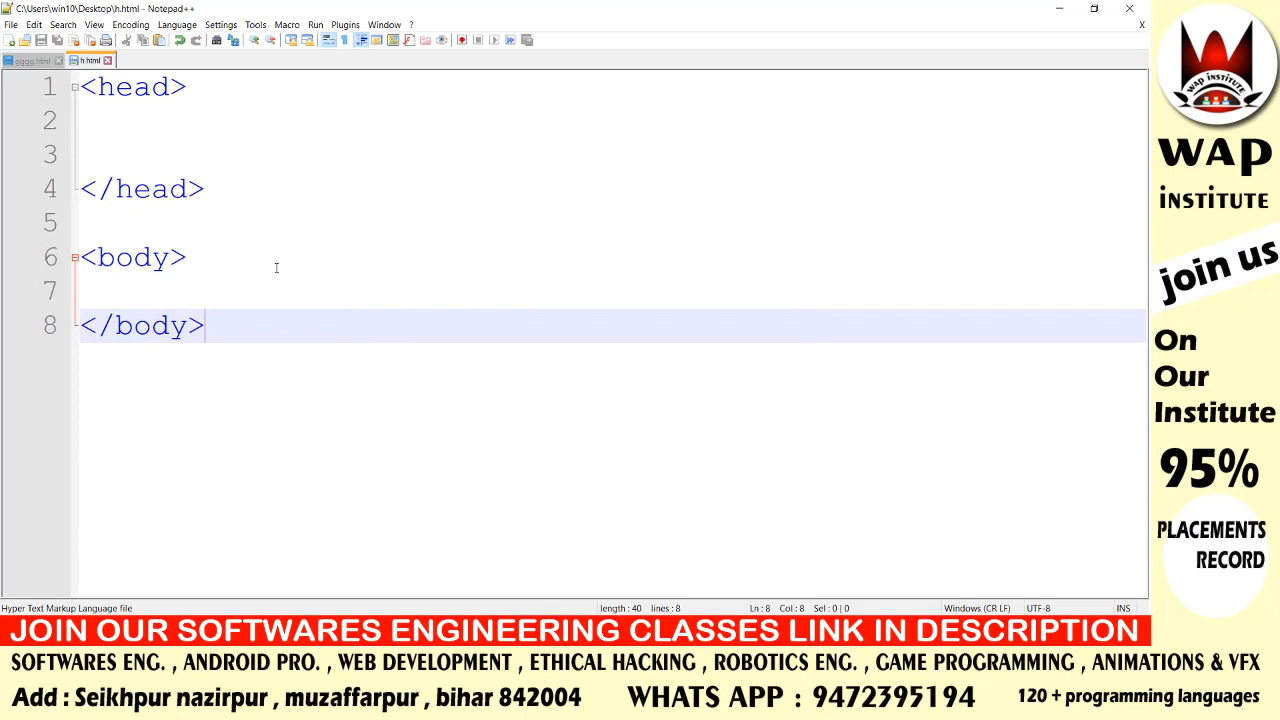 C:\Users\win10\Desktop\h.html - Notepad++
File Edit Search View Encoding Language Settings Tools Macro Run Plugins Window ? X
gggg.html h.html
1 <head>
2
3
4 </head>
5
6 <body>
7
8 </body>
Hyper Text Markup Language file length : 40 lines : 8 Ln : 8 Col : 8 Sel : 0 | 0 Windows (CR LF) UTF-8 INS
WAP INSTITUTE
WAP
INSTITUTE
join us
On
Our
Institute
95%
PLACEMENTS
RECORD
JOIN OUR SOFTWARES ENGINEERING CLASSES LINK IN DESCRIPTION
SOFTWARES ENG. , ANDROID PRO. , WEB DEVELOPMENT , ETHICAL HACKING , ROBOTICS ENG. , GAME PROGRAMMING , ANIMATIONS & VFX
Add : Seikhpur nazirpur , muzaffarpur , bihar 842004 WHATS APP : 9472395194 120 + programming languages